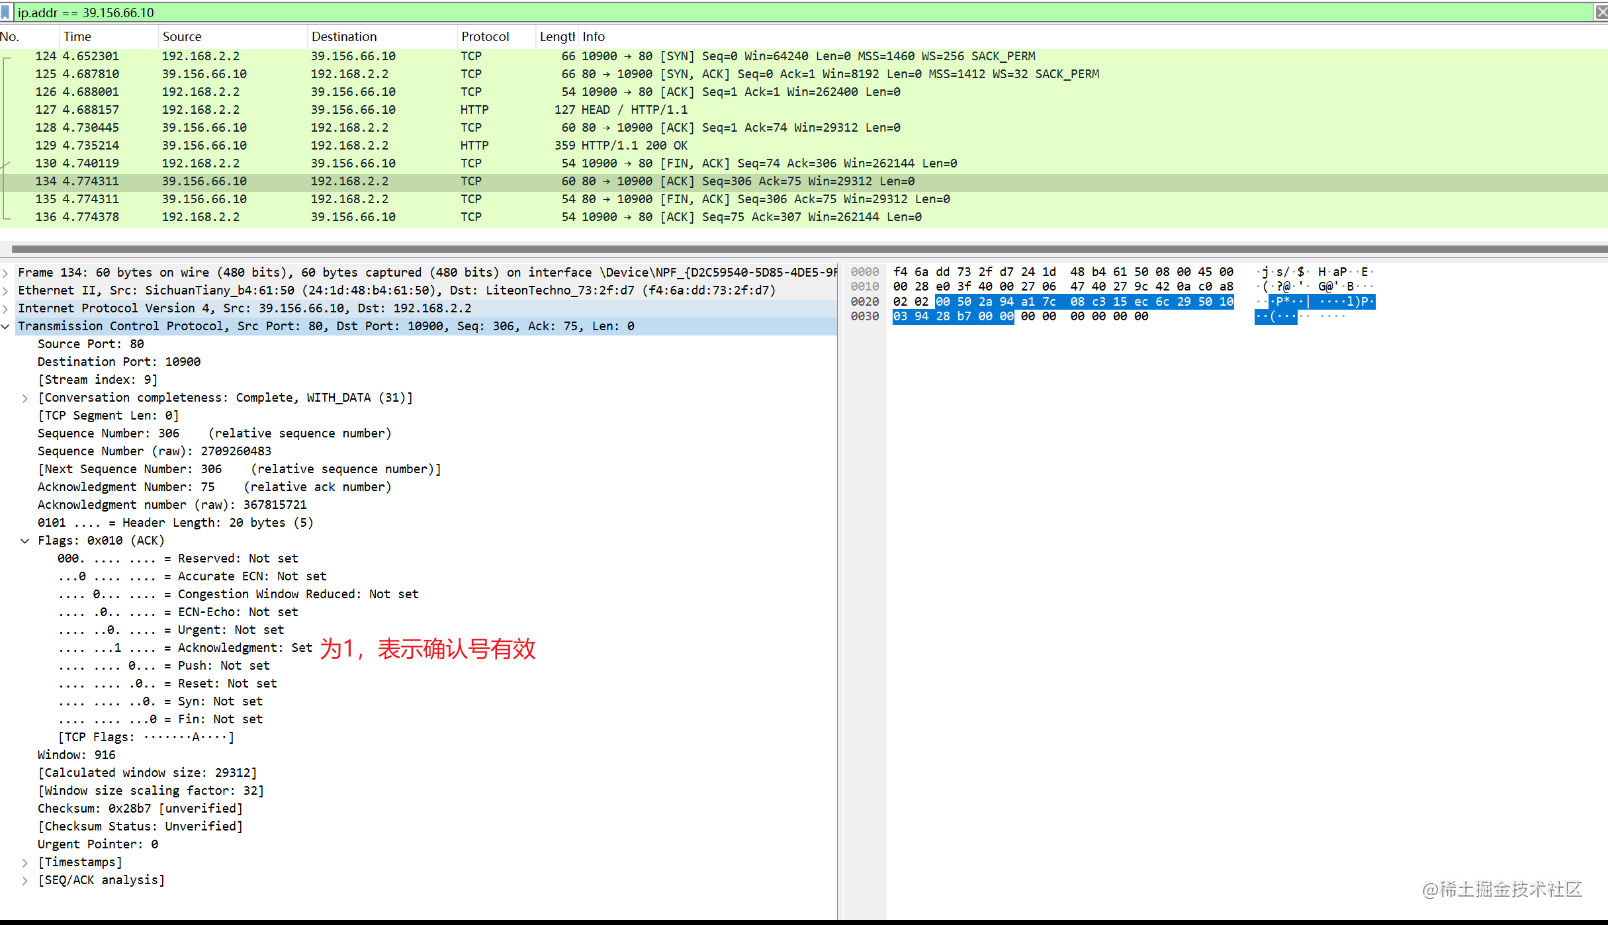 ip.addr == 39.156.66.10
No. Time Source Destination Protocol Length Info
124 4.652301 192.168.2.2 39.156.66.10 TCP 66 10900 → 80 [SYN] Seq=0 Win=64240 Len=0 MSS=1460 WS=256 SACK_PERM
125 4.687810 39.156.66.10 192.168.2.2 TCP 66 80 → 10900 [SYN, ACK] Seq=0 Ack=1 Win=8192 Len=0 MSS=1412 WS=32 SACK_PERM
126 4.688001 192.168.2.2 39.156.66.10 TCP 54 10900 → 80 [ACK] Seq=1 Ack=1 Win=262400 Len=0
127 4.688157 192.168.2.2 39.156.66.10 HTTP 127 HEAD / HTTP/1.1
128 4.730445 39.156.66.10 192.168.2.2 TCP 60 80 → 10900 [ACK] Seq=1 Ack=74 Win=29312 Len=0
129 4.735214 39.156.66.10 192.168.2.2 HTTP 359 HTTP/1.1 200 OK
130 4.740119 192.168.2.2 39.156.66.10 TCP 54 10900 → 80 [FIN, ACK] Seq=74 Ack=306 Win=262144 Len=0
134 4.774311 39.156.66.10 192.168.2.2 TCP 60 80 → 10900 [ACK] Seq=306 Ack=75 Win=29312 Len=0
135 4.774311 39.156.66.10 192.168.2.2 TCP 54 80 → 10900 [FIN, ACK] Seq=306 Ack=75 Win=29312 Len=0
136 4.774378 192.168.2.2 39.156.66.10 TCP 54 10900 → 80 [ACK] Seq=75 Ack=307 Win=262144 Len=0
Frame 134: 60 bytes on wire (480 bits), 60 bytes captured (480 bits) on interface \Device\NPF_{D2C59540-5D85-4DE5-9F
Ethernet II, Src: SichuanTiany_b4:61:50 (24:1d:48:b4:61:50), Dst: LiteonTechno_73:2f:d7 (f4:6a:dd:73:2f:d7)
Internet Protocol Version 4, Src: 39.156.66.10, Dst: 192.168.2.2
Transmission Control Protocol, Src Port: 80, Dst Port: 10900, Seq: 306, Ack: 75, Len: 0
Source Port: 80
Destination Port: 10900
[Stream index: 9]
[Conversation completeness: Complete, WITH_DATA (31)]
[TCP Segment Len: 0]
Sequence Number: 306 (relative sequence number)
Sequence Number (raw): 2709260483
[Next Sequence Number: 306 (relative sequence number)]
Acknowledgment Number: 75 (relative ack number)
Acknowledgment number (raw): 367815721
0101 .... = Header Length: 20 bytes (5)
Flags: 0x010 (ACK)
000. .... .... = Reserved: Not set
...0 .... .... = Accurate ECN: Not set
.... 0... .... = Congestion Window Reduced: Not set
.... .0.. .... = ECN-Echo: Not set
.... ..0. .... = Urgent: Not set
.... ...1 .... = Acknowledgment: Set 为1，表示确认号有效
.... .... 0... = Push: Not set
.... .... .0.. = Reset: Not set
.... .... ..0. = Syn: Not set
.... .... ...0 = Fin: Not set
[TCP Flags: ·······A····]
Window: 916
[Calculated window size: 29312]
[Window size scaling factor: 32]
Checksum: 0x28b7 [unverified]
[Checksum Status: Unverified]
Urgent Pointer: 0
[Timestamps]
[SEQ/ACK analysis]
0000 f4 6a dd 73 2f d7 24 1d 48 b4 61 50 08 00 45 00 ·j·s/·$· H·aP··E·
0010 00 28 e0 3f 40 00 27 06 47 40 27 9c 42 0a c0 a8 ·(·?@·'· G@'·B···
0020 02 02 00 50 2a 94 a1 7c 08 c3 15 ec 6c 29 50 10 ···P*··| ····l)P·
0030 03 94 28 b7 00 00 00 00 00 00 00 00 ··(····· ····
@稀土掘金技术社区